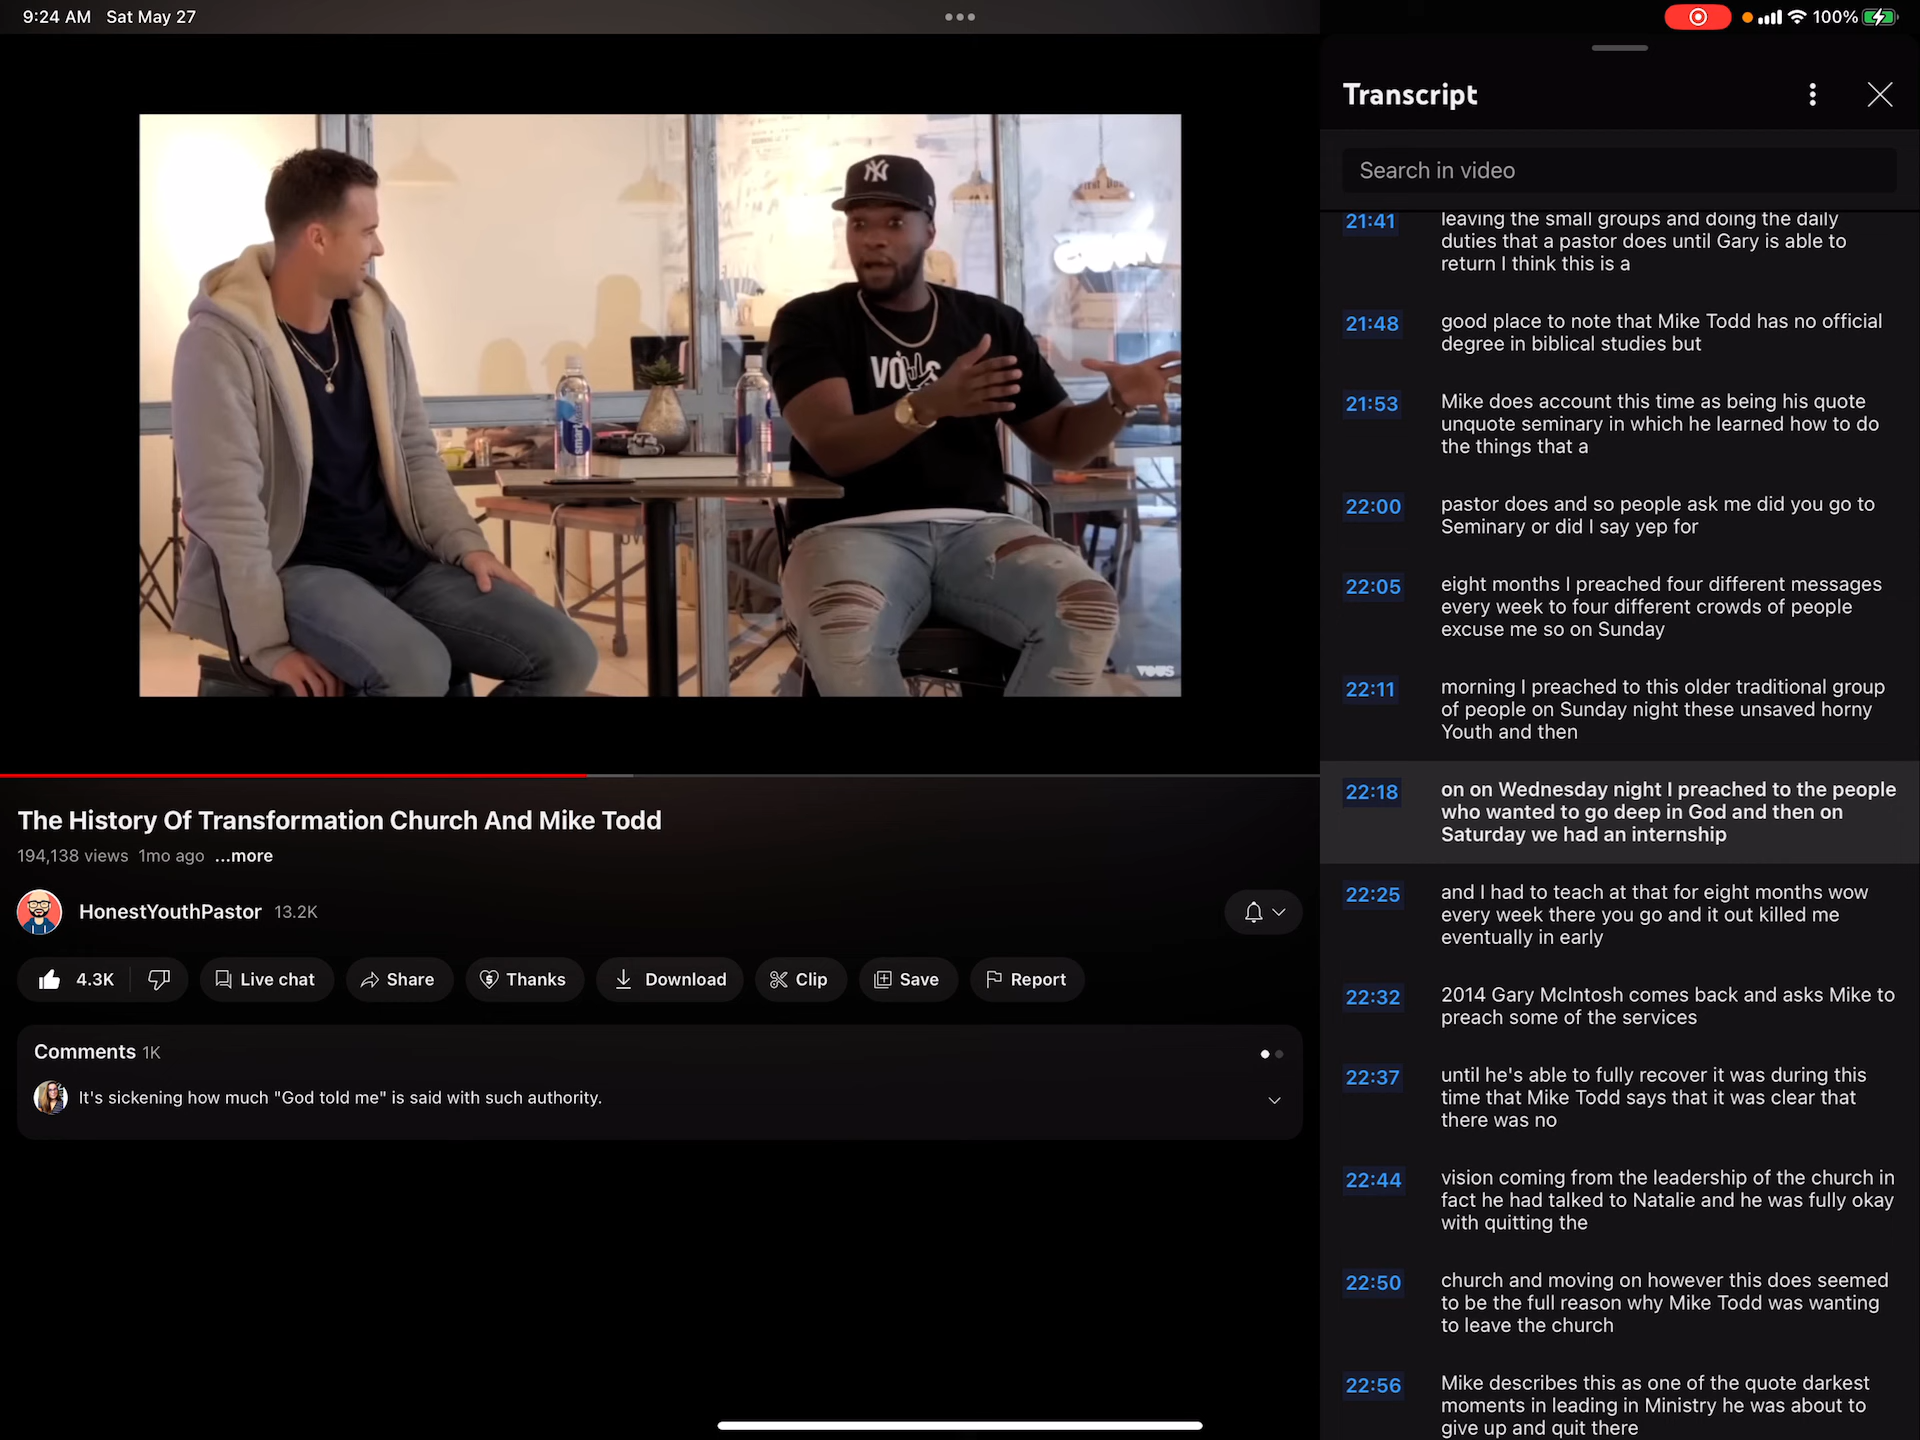 9:24 AM Sat May 27
100%
NY
VOUS
smart
VOUS
The History Of Transformation Church And Mike Todd
194,138 views 1mo ago ...more
HonestYouthPastor 13.2K
4.3K
Live chat
Share
Thanks
Download
Clip
Save
Report
Comments 1K
It's sickening how much "God told me" is said with such authority.
Transcript
Search in video
21:41 leaving the small groups and doing the daily
duties that a pastor does until Gary is able to
return I think this is a
21:48 good place to note that Mike Todd has no official
degree in biblical studies but
21:53 Mike does account this time as being his quote
unquote seminary in which he learned how to do
the things that a
22:00 pastor does and so people ask me did you go to
Seminary or did I say yep for
22:05 eight months I preached four different messages
every week to four different crowds of people
excuse me so on Sunday
22:11 morning I preached to this older traditional group
of people on Sunday night these unsaved horny
Youth and then
22:18 on on Wednesday night I preached to the people
who wanted to go deep in God and then on
Saturday we had an internship
22:25 and I had to teach at that for eight months wow
every week there you go and it out killed me
eventually in early
22:32 2014 Gary McIntosh comes back and asks Mike to
preach some of the services
22:37 until he's able to fully recover it was during this
time that Mike Todd says that it was clear that
there was no
22:44 vision coming from the leadership of the church in
fact he had talked to Natalie and he was fully okay
with quitting the
22:50 church and moving on however this does seemed
to be the full reason why Mike Todd was wanting
to leave the church
22:56 Mike describes this as one of the quote darkest
moments in leading in Ministry he was about to
give up and quit there